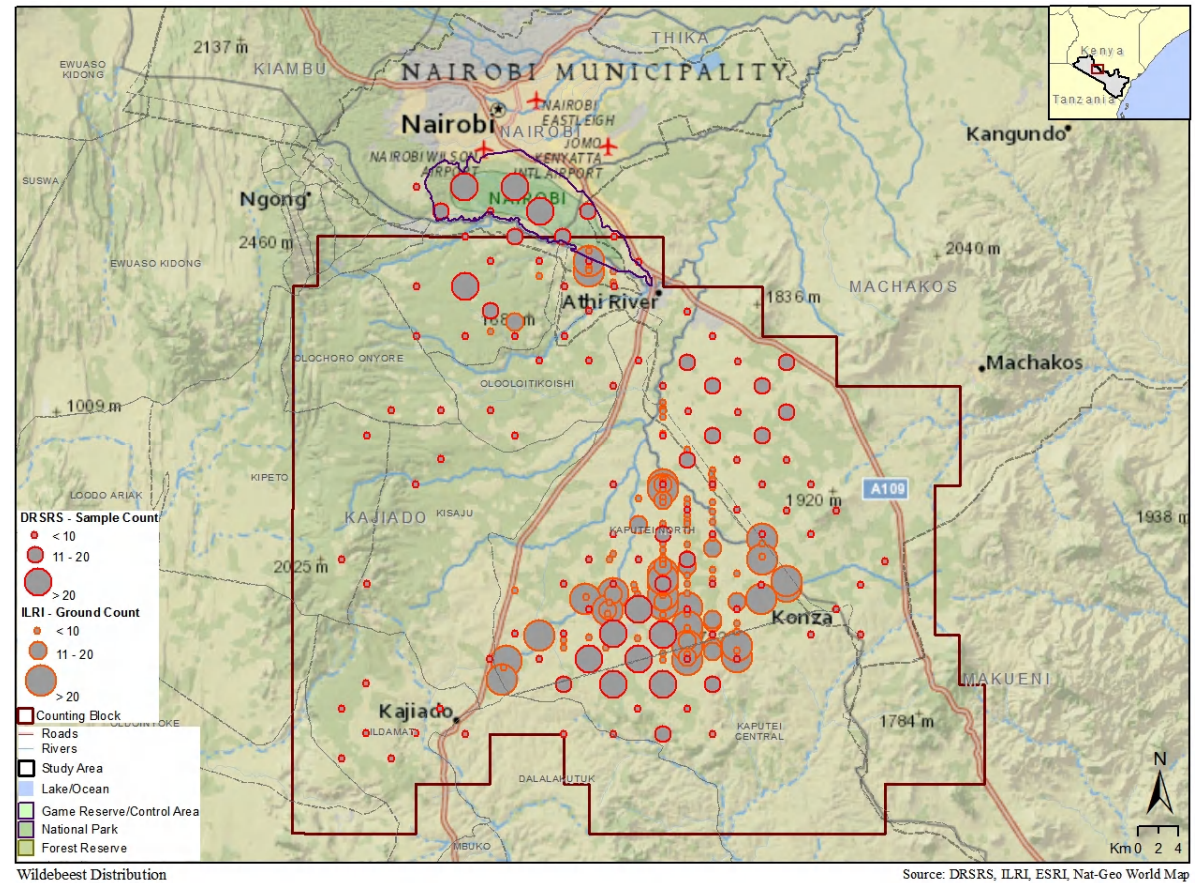 2137 m
THIKA
EWUASO
KIDONG
KIAMBU
NAIROBI MUNICIPALITY
Kenya
Tanzania
NAIROBI
EASTLEIGH
Nairobi
NAIROBI
Kangundo
JOMO
KENYATTA
INTL AIRPORT
NAIROBI WILSON
AIRPORT
SUSWA
Ngong
NAIROBI
2460 m
2040 m
EWUASO KIDONG
MACHAKOS
Athi River
1836 m
OLOCHORO ONYORE
Machakos
OLOOLOITIKOISHI
1009 m
KIPETO
A109
LOODO ARIAK
1920 m
KAJIADO
KISAJU
1938 m
KAPUTEI NORTH
2025 m
Konza
MAKUENI
Kajiado
1784 m
KAPUTEI
CENTRAL
DALALAKUTUK
MBUKO
DRSRS - Sample Count
< 10
11 - 20
> 20
ILRI - Ground Count
< 10
11 - 20
> 20
Counting Block
Roads
Rivers
Study Area
Lake/Ocean
Game Reserve/Control Area
National Park
Forest Reserve
N
Km 0 2 4
Wildebeest Distribution
Source: DRSRS, ILRI, ESRI, Nat-Geo World Map